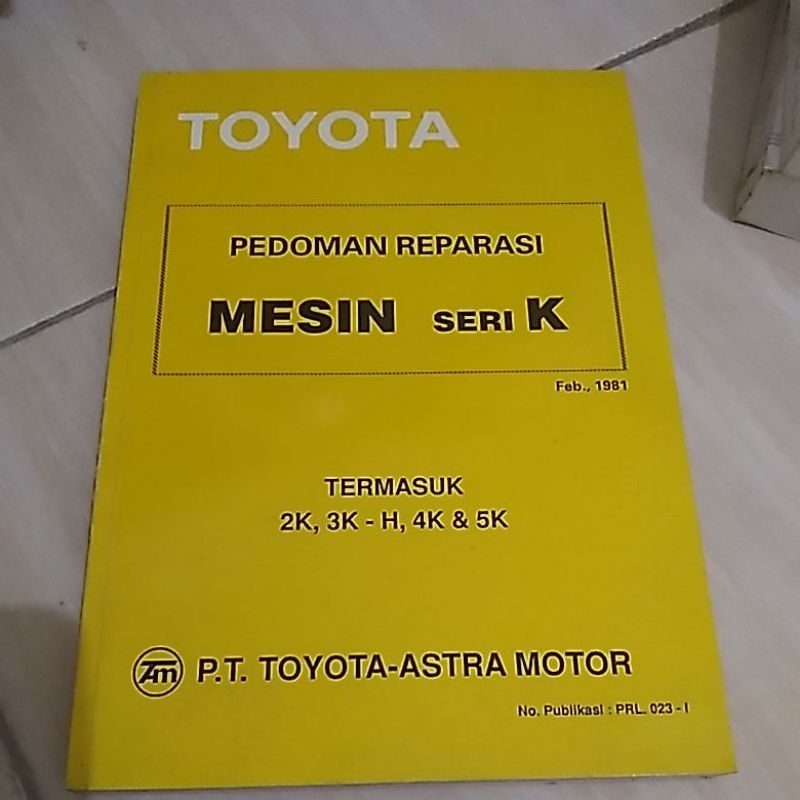 TOYOTA
PEDOMAN REPARASI
MESIN SERI K
Feb., 1981
TERMASUK
2K, 3K - H, 4K & 5K
TAM P.T. TOYOTA-ASTRA MOTOR
No. Publikasi : PRL. 023 - I